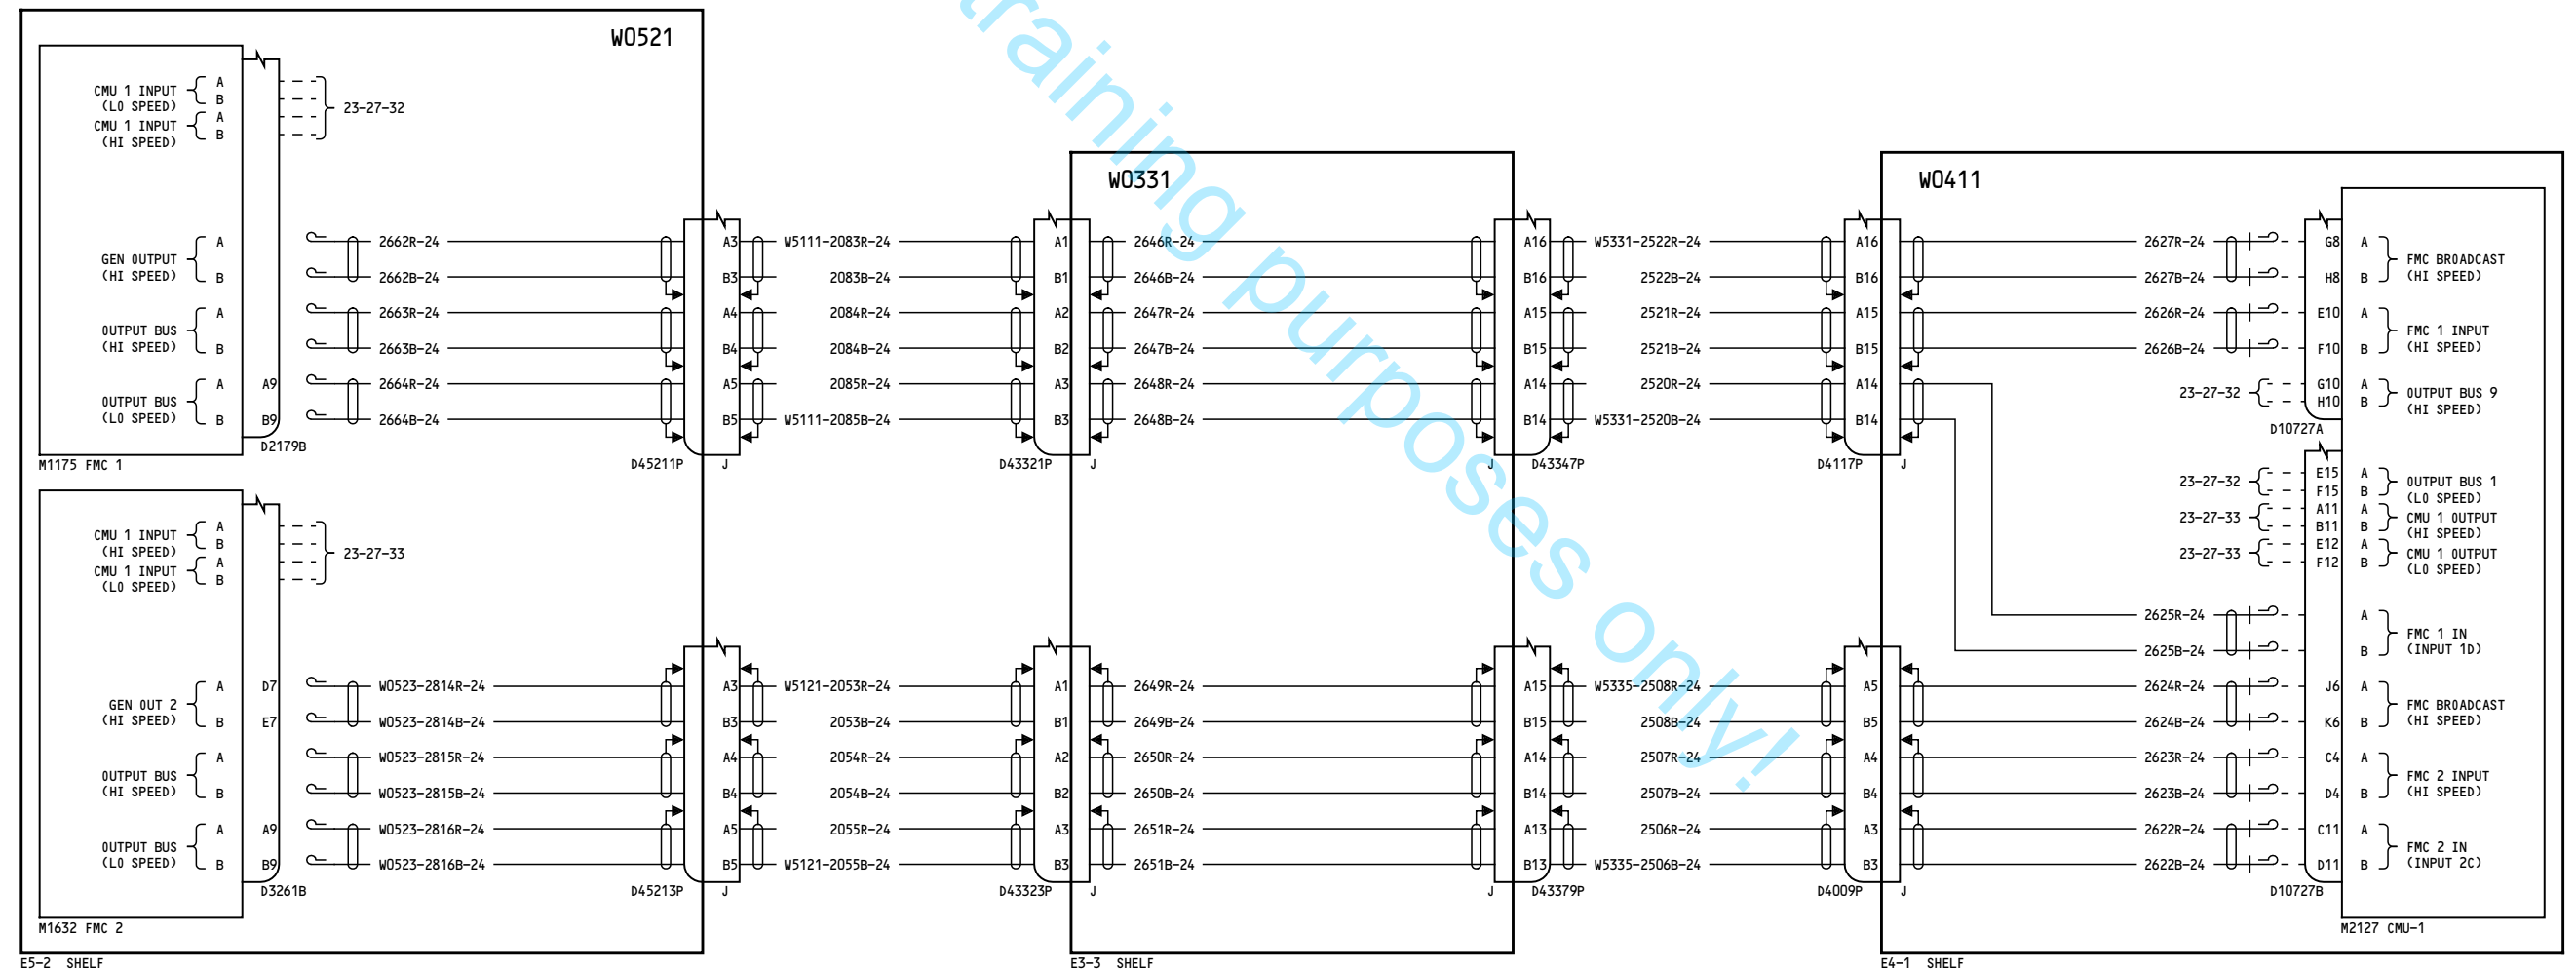 training purposes only!
W0521
CMU 1 INPUT
(LO SPEED)
A
B
CMU 1 INPUT
(HI SPEED)
A
B
23-27-32
GEN OUTPUT
(HI SPEED)
A
B
OUTPUT BUS
(HI SPEED)
A
B
OUTPUT BUS
(LO SPEED)
A A9
B B9
D2179B
M1175 FMC 1
2662R-24
2662B-24
2663R-24
2663B-24
2664R-24
2664B-24
A3
B3
A4
B4
A5
B5
D45211P J
W5111-2083R-24
2083B-24
2084R-24
2084B-24
2085R-24
W5111-2085B-24
A1
B1
A2
B2
A3
B3
D43321P J
W0331
2646R-24
2646B-24
2647R-24
2647B-24
2648R-24
2648B-24
A16
B16
A15
B15
A14
B14
J D43347P
W5331-2522R-24
2522B-24
2521R-24
2521B-24
2520R-24
W5331-2520B-24
A16
B16
A15
B15
A14
B14
D4117P J
W0411
2627R-24
2627B-24
2626R-24
2626B-24
G8 A
H8 B
FMC BROADCAST
(HI SPEED)
E10 A
F10 B
FMC 1 INPUT
(HI SPEED)
23-27-32
G10 A
H10 B
OUTPUT BUS 9
(HI SPEED)
D10727A
23-27-32
E15 A
F15 B
OUTPUT BUS 1
(LO SPEED)
23-27-33
A11 A
B11 B
CMU 1 OUTPUT
(HI SPEED)
23-27-33
E12 A
F12 B
CMU 1 OUTPUT
(LO SPEED)
2625R-24
2625B-24
A
B
FMC 1 IN
(INPUT 1D)
CMU 1 INPUT
(HI SPEED)
A
B
CMU 1 INPUT
(LO SPEED)
A
B
23-27-33
GEN OUT 2
(HI SPEED)
A D7
B E7
OUTPUT BUS
(HI SPEED)
A
B
OUTPUT BUS
(LO SPEED)
A A9
B B9
D3261B
M1632 FMC 2
W0523-2814R-24
W0523-2814B-24
W0523-2815R-24
W0523-2815B-24
W0523-2816R-24
W0523-2816B-24
A3
B3
A4
B4
A5
B5
D45213P J
W5121-2053R-24
2053B-24
2054R-24
2054B-24
2055R-24
W5121-2055B-24
A1
B1
A2
B2
A3
B3
D43323P J
2649R-24
2649B-24
2650R-24
2650B-24
2651R-24
2651B-24
A15
B15
A14
B14
A13
B13
J D43379P
W5335-2508R-24
2508B-24
2507R-24
2507B-24
2506R-24
W5335-2506B-24
A5
B5
A4
B4
A3
B3
D4009P J
2624R-24
2624B-24
2623R-24
2623B-24
2622R-24
2622B-24
J6 A
K6 B
FMC BROADCAST
(HI SPEED)
C4 A
D4 B
FMC 2 INPUT
(HI SPEED)
C11 A
D11 B
FMC 2 IN
(INPUT 2C)
D10727B
M2127 CMU-1
E5-2 SHELF
E3-3 SHELF
E4-1 SHELF